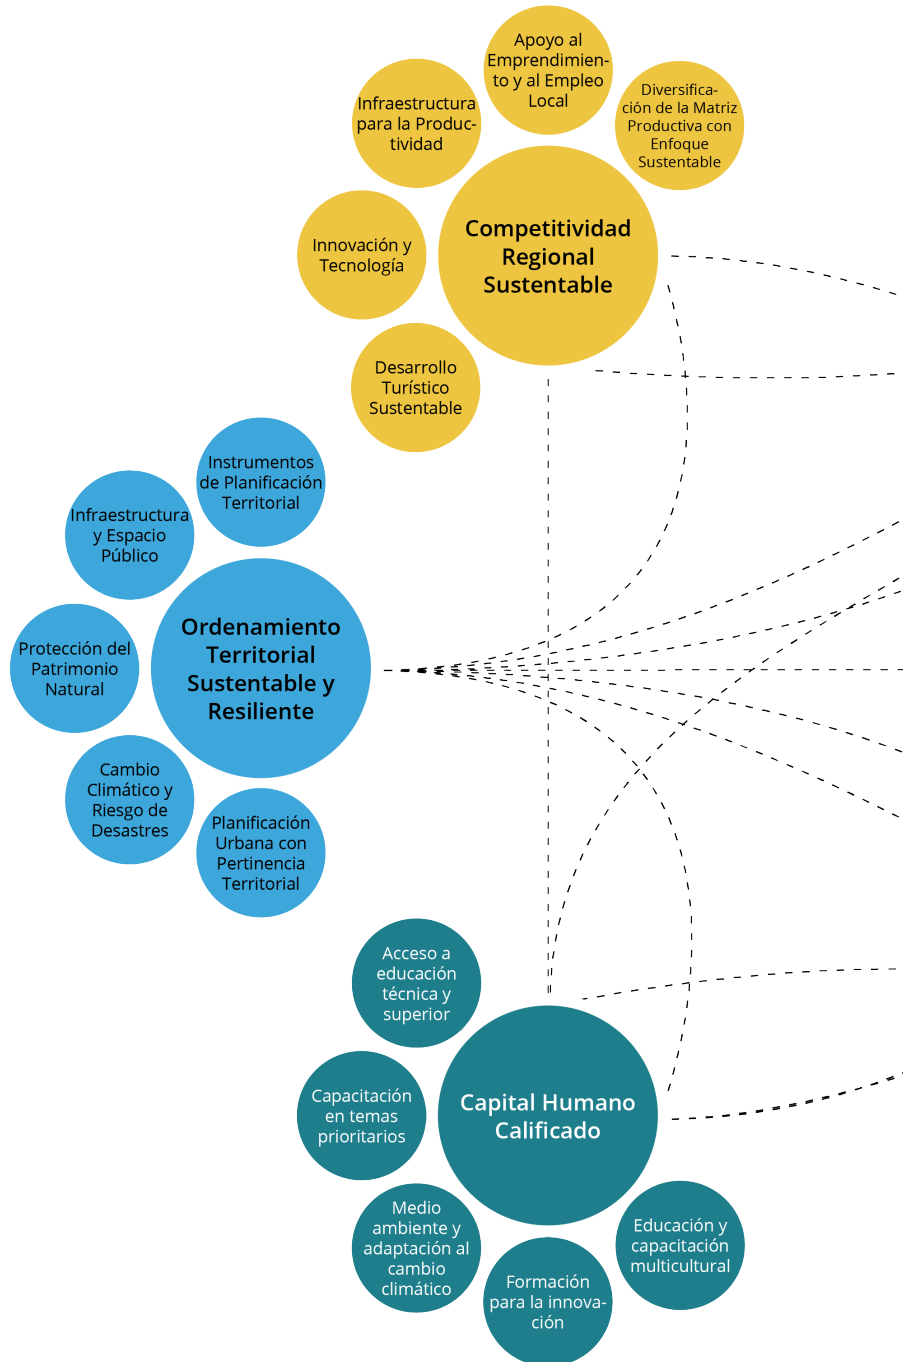 Apoyo al
Emprendimien-
to y al Empleo
Local
Diversifica-
ción de la Matriz
Productiva con
Enfoque
Sustentable
Infraestructura
para la Produc-
tividad
Innovación y
Tecnología
Competitividad
Regional
Sustentable
Desarrollo
Turístico
Sustentable
Instrumentos
de Planificación
Territorial
Infraestructura
y Espacio
Público
Protección del
Patrimonio
Natural
Ordenamiento
Territorial
Sustentable y
Resiliente
Cambio
Climático y
Riesgo de
Desastres
Planificación
Urbana con
Pertinencia
Territorial
Acceso a
educación
técnica y
superior
Capacitación
en temas
prioritarios
Capital Humano
Calificado
Medio
ambiente y
adaptación al
cambio
climático
Formación
para la innova-
ción
Educación y
capacitación
multicultural